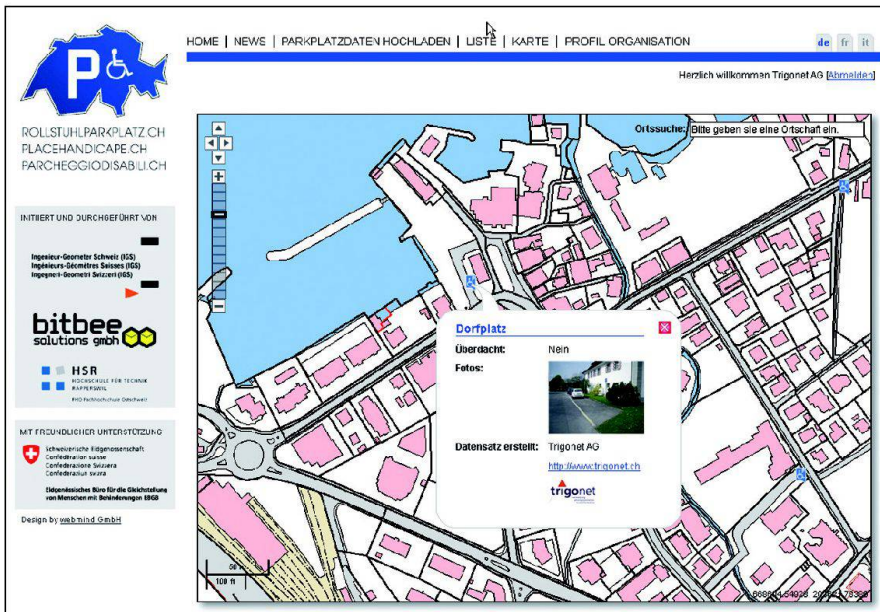 HOME | NEWS | PARKPLATZDATEN HOCHLADEN | LISTE | KARTE | PROFIL ORGANISATION
de fr it
Herzlich willkommen Trigonet AG [Abmelden]
P
ROLLSTUHLPARKPLATZ.CH
PLACEHANDICAPE.CH
PARCHEGGIODISABILI.CH
INITIIERT UND DURCHGEFÜHRT VON
Ingenieur-Geometer Schweiz (IGS)
Ingénieurs-Géomètres Suisses (IGS)
Ingegneri-Geometri Svizzeri (IGS)
bitbee
solutions gmbh
HSR
HOCHSCHULE FÜR TECHNIK
RAPPERSWIL
FHO Fachhochschule Ostschweiz
MIT FREUNDLICHER UNTERSTÜTZUNG
Schweizerische Eidgenossenschaft
Confédération suisse
Confederazione Svizzera
Confederaziun svizra
Eidgenössisches Büro für die Gleichstellung
von Menschen mit Behinderungen EBGB
Design by webmind GmbH
Ortssuche: Bitte geben sie eine Ortschaft ein.
Dorfplatz
Überdacht: Nein
Fotos:
Datensatz erstellt: Trigonet AG
http://www.trigonet.ch
trigonet
100 ft